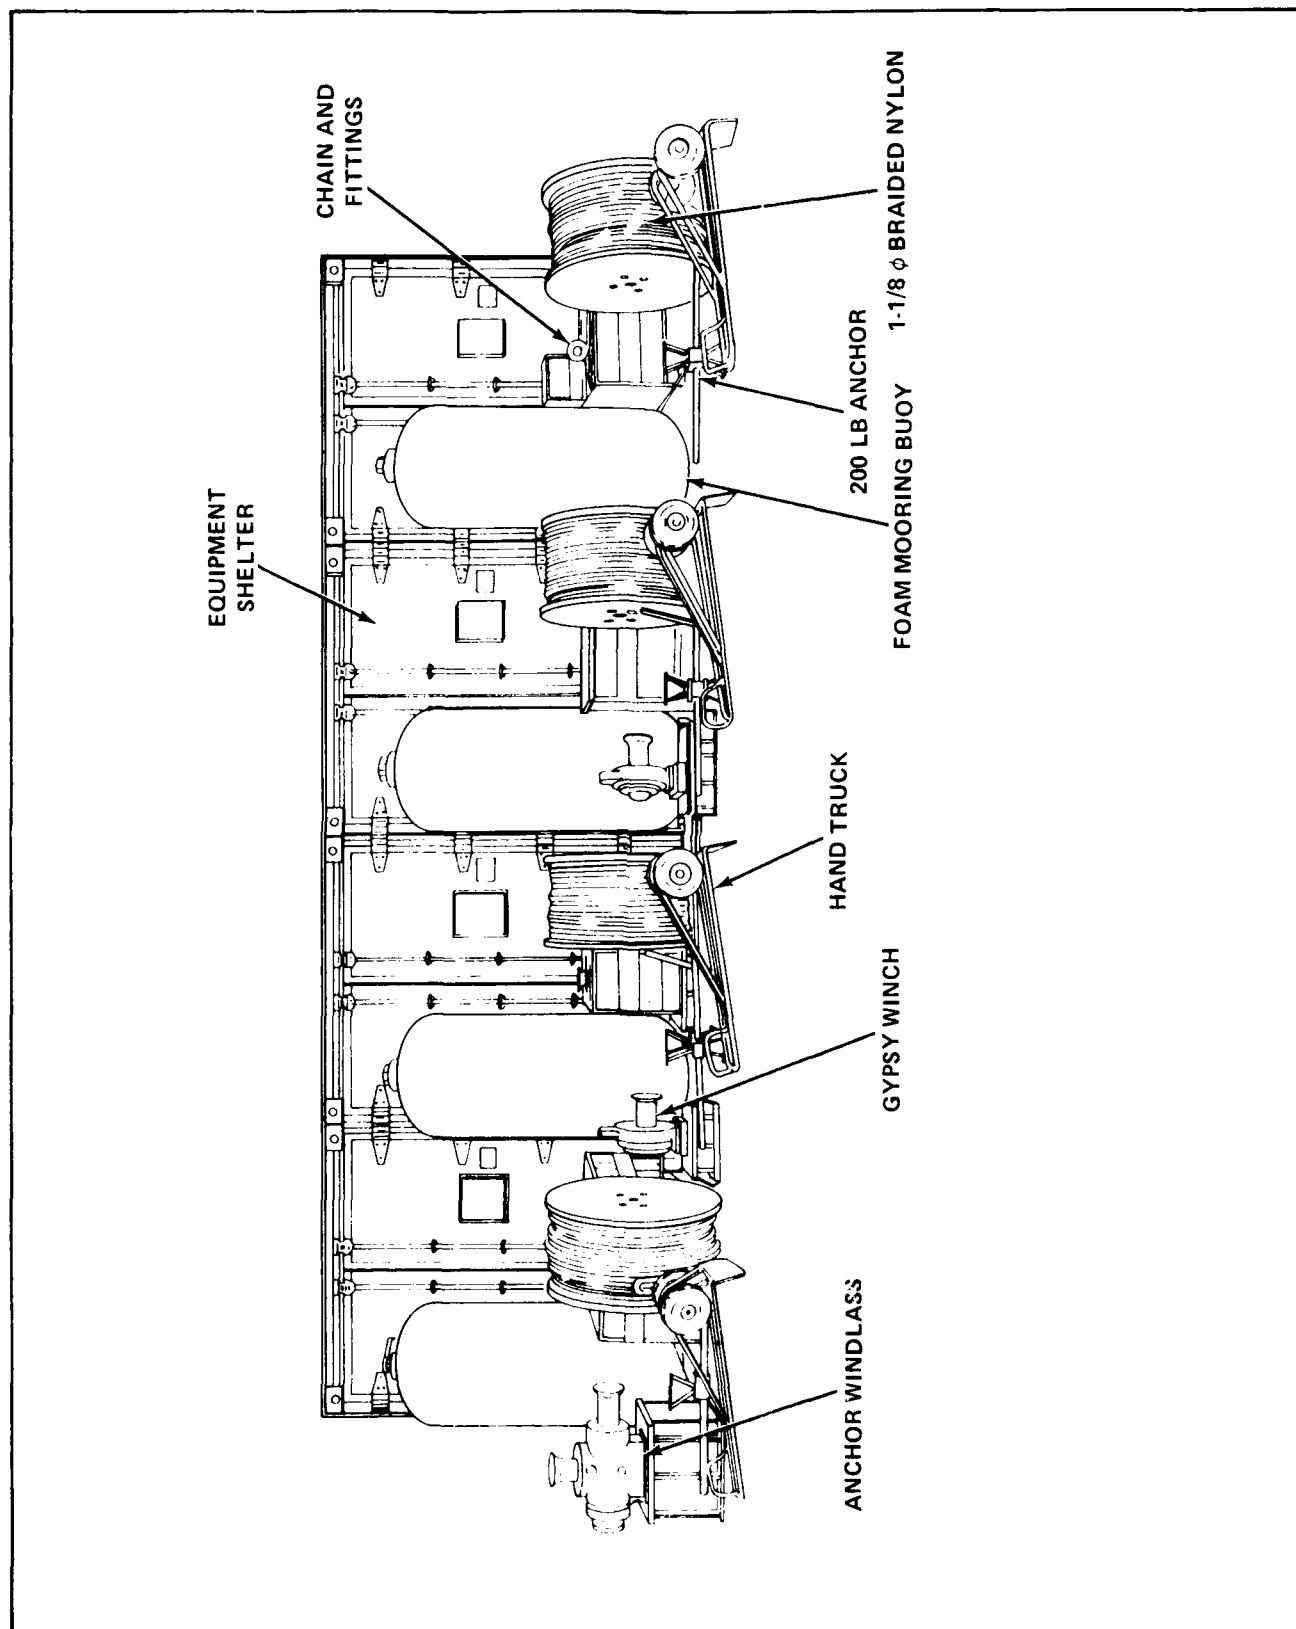 EQUIPMENT
SHELTER
CHAIN AND
FITTINGS
ANCHOR WINDLASS
GYPSY WINCH
HAND TRUCK
200 LB ANCHOR
FOAM MOORING BUOY
1-1/8 ϕ BRAIDED NYLON